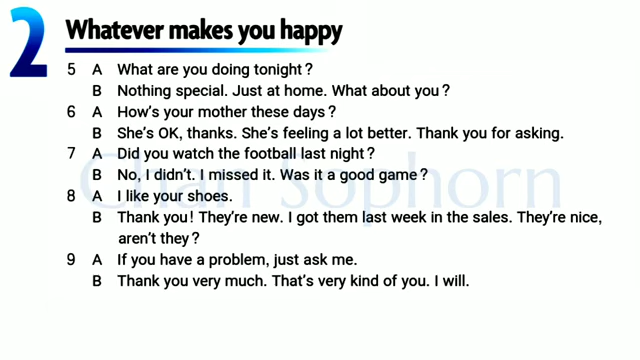 2 Whatever makes you happy
5 A What are you doing tonight?
B Nothing special. Just at home. What about you?
6 A How's your mother these days?
B She's OK, thanks. She's feeling a lot better. Thank you for asking.
7 A Did you watch the football last night?
B No, I didn't. I missed it. Was it a good game?
8 A I like your shoes.
B Thank you! They're new. I got them last week in the sales. They're nice,
aren't they?
9 A If you have a problem, just ask me.
B Thank you very much. That's very kind of you. I will.
Chan Sophorn